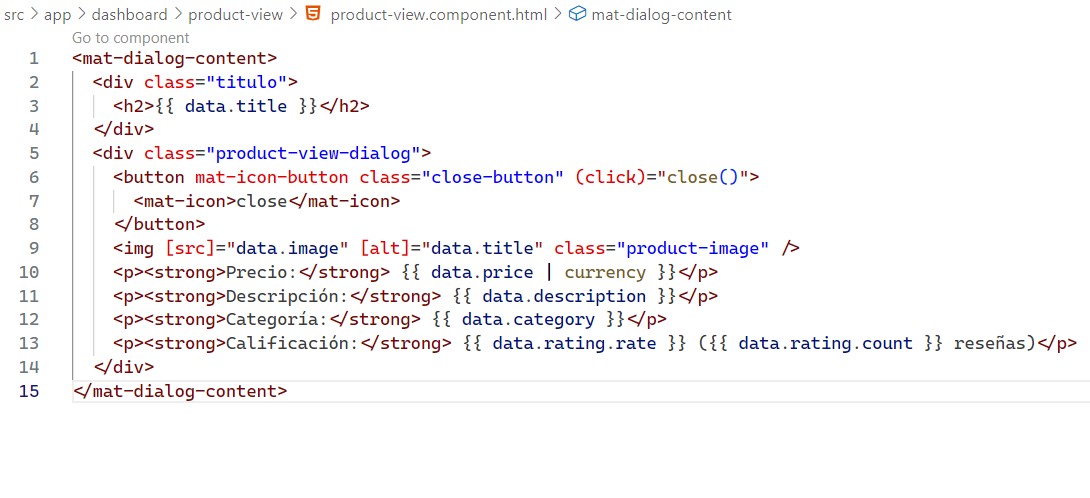 src > app > dashboard > product-view > product-view.component.html > mat-dialog-content
Go to component
1 <mat-dialog-content>
2   <div class="titulo">
3     <h2>{{ data.title }}</h2>
4   </div>
5   <div class="product-view-dialog">
6     <button mat-icon-button class="close-button" (click)="close()">
7       <mat-icon>close</mat-icon>
8     </button>
9     <img [src]="data.image" [alt]="data.title" class="product-image" />
10     <p><strong>Precio:</strong> {{ data.price | currency }}</p>
11     <p><strong>Descripción:</strong> {{ data.description }}</p>
12     <p><strong>Categoría:</strong> {{ data.category }}</p>
13     <p><strong>Calificación:</strong> {{ data.rating.rate }} ({{ data.rating.count }} reseñas)</p>
14   </div>
15 </mat-dialog-content>